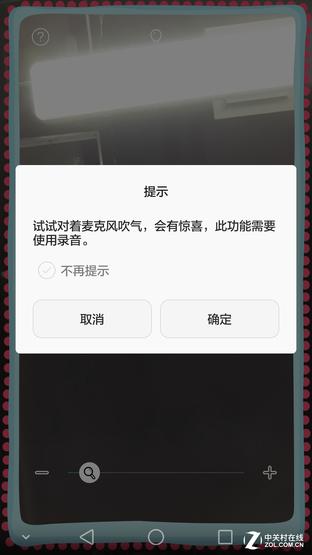 ?
提示
试试对着麦克风吹气，会有惊喜，此功能需要
使用录音。
不再提示
取消
确定
Z 中关村在线
ZOL.COM.CN